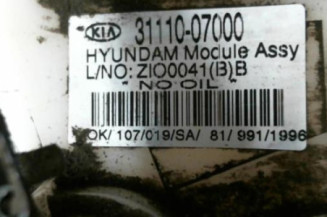 KIA 31110-07000
HYUNDAM Module Assy
L/NO: ZIO0041(B)B
" NO OIL "
OK/ 107/019/SA/ 81/ 991/1996